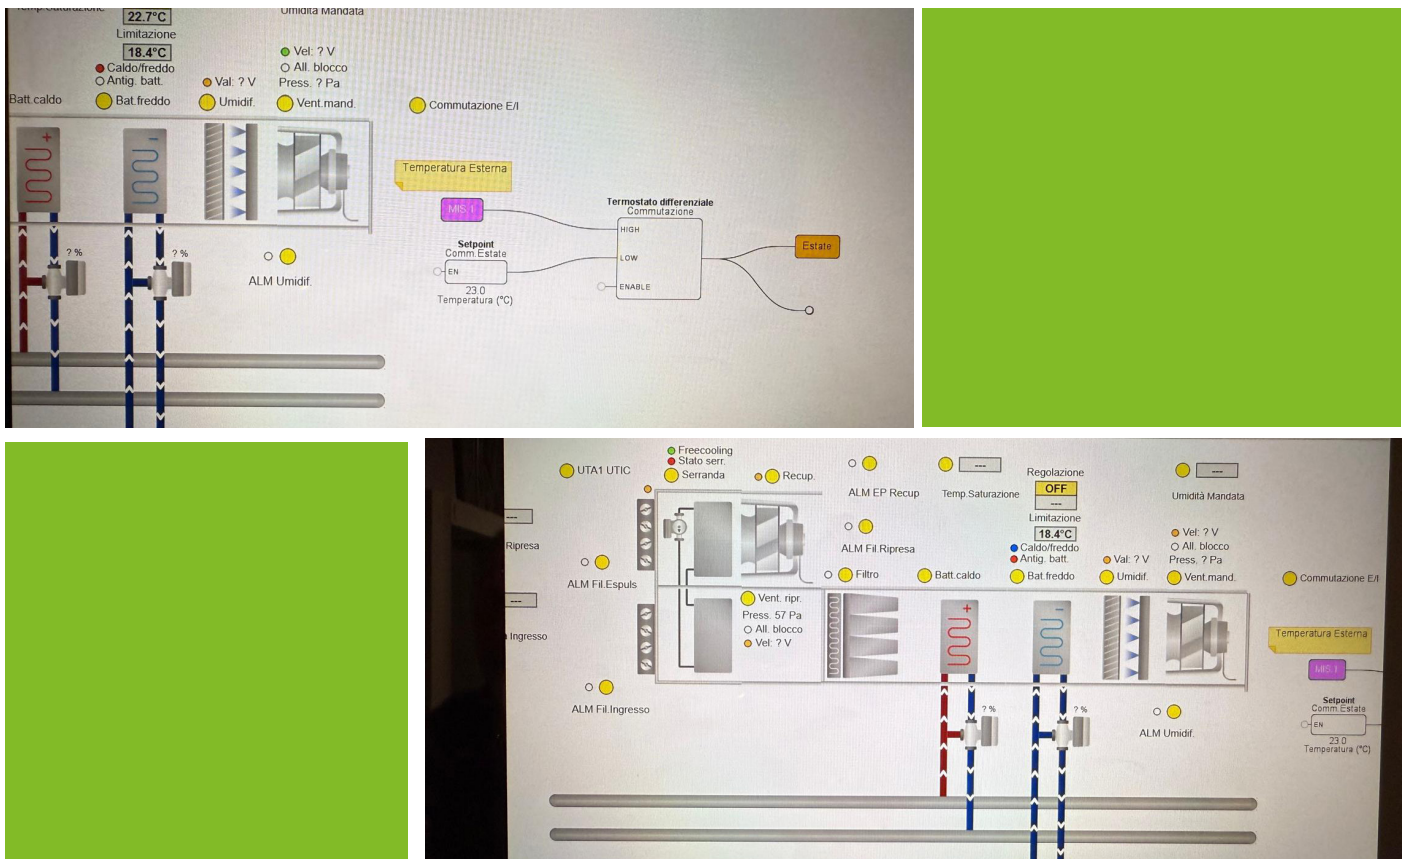 Temp.Saturazione
22.7°C
Umidità Mandata
Limitazione
18.4°C
Vel: ? V
Caldo/freddo
All. blocco
Antig. batt.
Val: ? V
Press. ? Pa
Batt.caldo
Bat.freddo
Umidif.
Vent.mand.
Commutazione E/I
+
-
Temperatura Esterna
MIS.1
Termostato differenziale
Commutazione
HIGH
Setpoint
Comm.Estate
Estate
LOW
EN
ENABLE
23.0
Temperatura (°C)
? %
? %
ALM Umidif.
Freecooling
Stato serr.
UTA1 UTIC
Serranda
Recup.
ALM EP Recup
Temp.Saturazione
---
Regolazione
OFF
---
Limitazione
18.4°C
---
Umidità Mandata
---
Ripresa
ALM Fil.Ripresa
Caldo/freddo
Antig. batt.
Val: ? V
Vel: ? V
All. blocco
Press. ? Pa
ALM Fil.Espuls
Filtro
Batt.caldo
Bat.freddo
Umidif.
Vent.mand.
Commutazione E/I
---
Ingresso
Vent. ripr.
Press. 57 Pa
All. blocco
Vel: ? V
+
-
Temperatura Esterna
MIS.1
ALM Fil.Ingresso
? %
? %
ALM Umidif.
Setpoint
Comm.Estate
EN
23.0
Temperatura (°C)